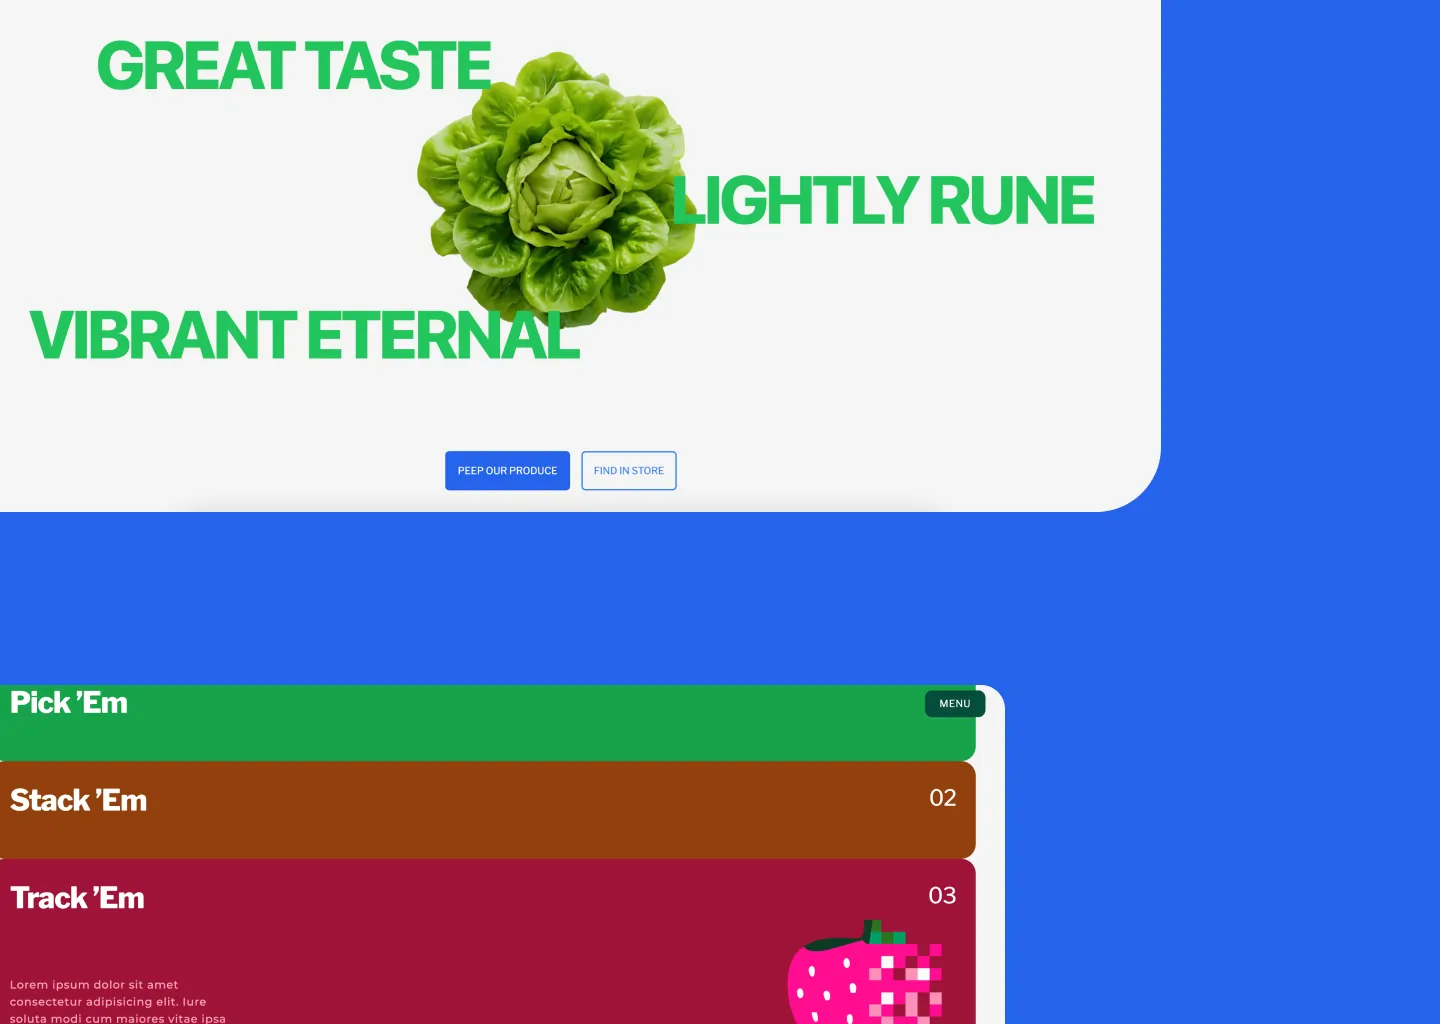 GREAT TASTE
LIGHTLY RUNE
VIBRANT ETERNAL
PEEP OUR PRODUCE
FIND IN STORE
Pick ’Em
MENU
Stack ’Em
02
Track ’Em
03
Lorem ipsum dolor sit amet
consectetur adipisicing elit. Iure
soluta modi cum maiores vitae ipsa